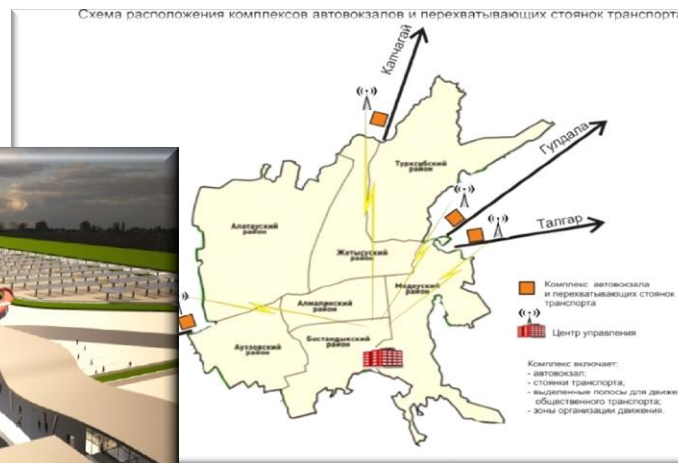 Схема расположения комплексов автовокзалов и перехватывающих стоянок транспорта
Капчагай
Гулдала
Талгар
Турксибский
район
Алатауский
район
Жетысуский
район
Медеуский
район
Алмалинский
район
Бостандыкский
район
Ауэзовский
район
Комплекс автовокзала
и перехватывающих стоянок
транспорта
Центр управления
Комплекс включает:
- автовокзал;
- стоянки транспорта;
- выделенные полосы для движе
общественного транспорта;
- зоны организации движения.